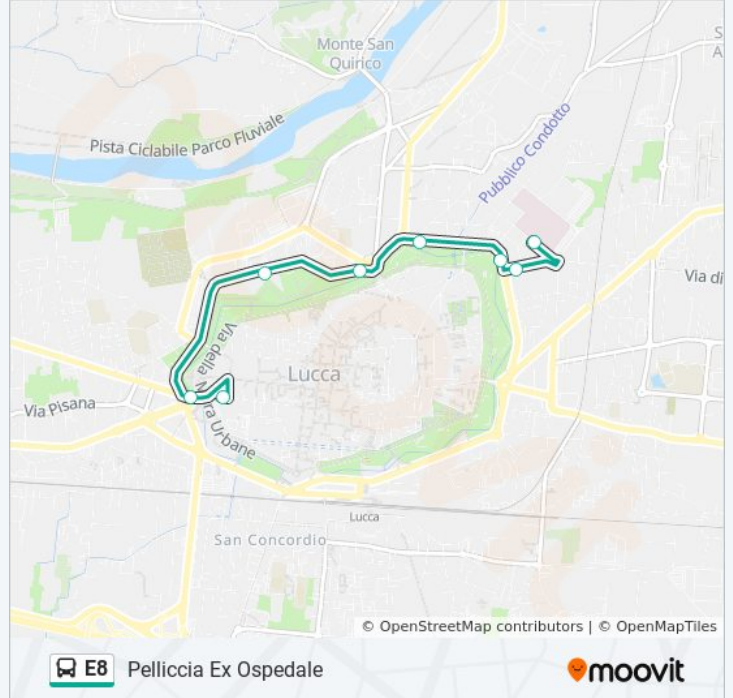 Monte San
Quirico
S
A
Pista Ciclabile Parco Fluviale
Pubblico Condotto
Via di
Via della Mura Urbane
Lucca
Via Pisana
Lucca
San Concordio
© OpenStreetMap contributors | © OpenMapTiles
E8 Pelliccia Ex Ospedale moovit